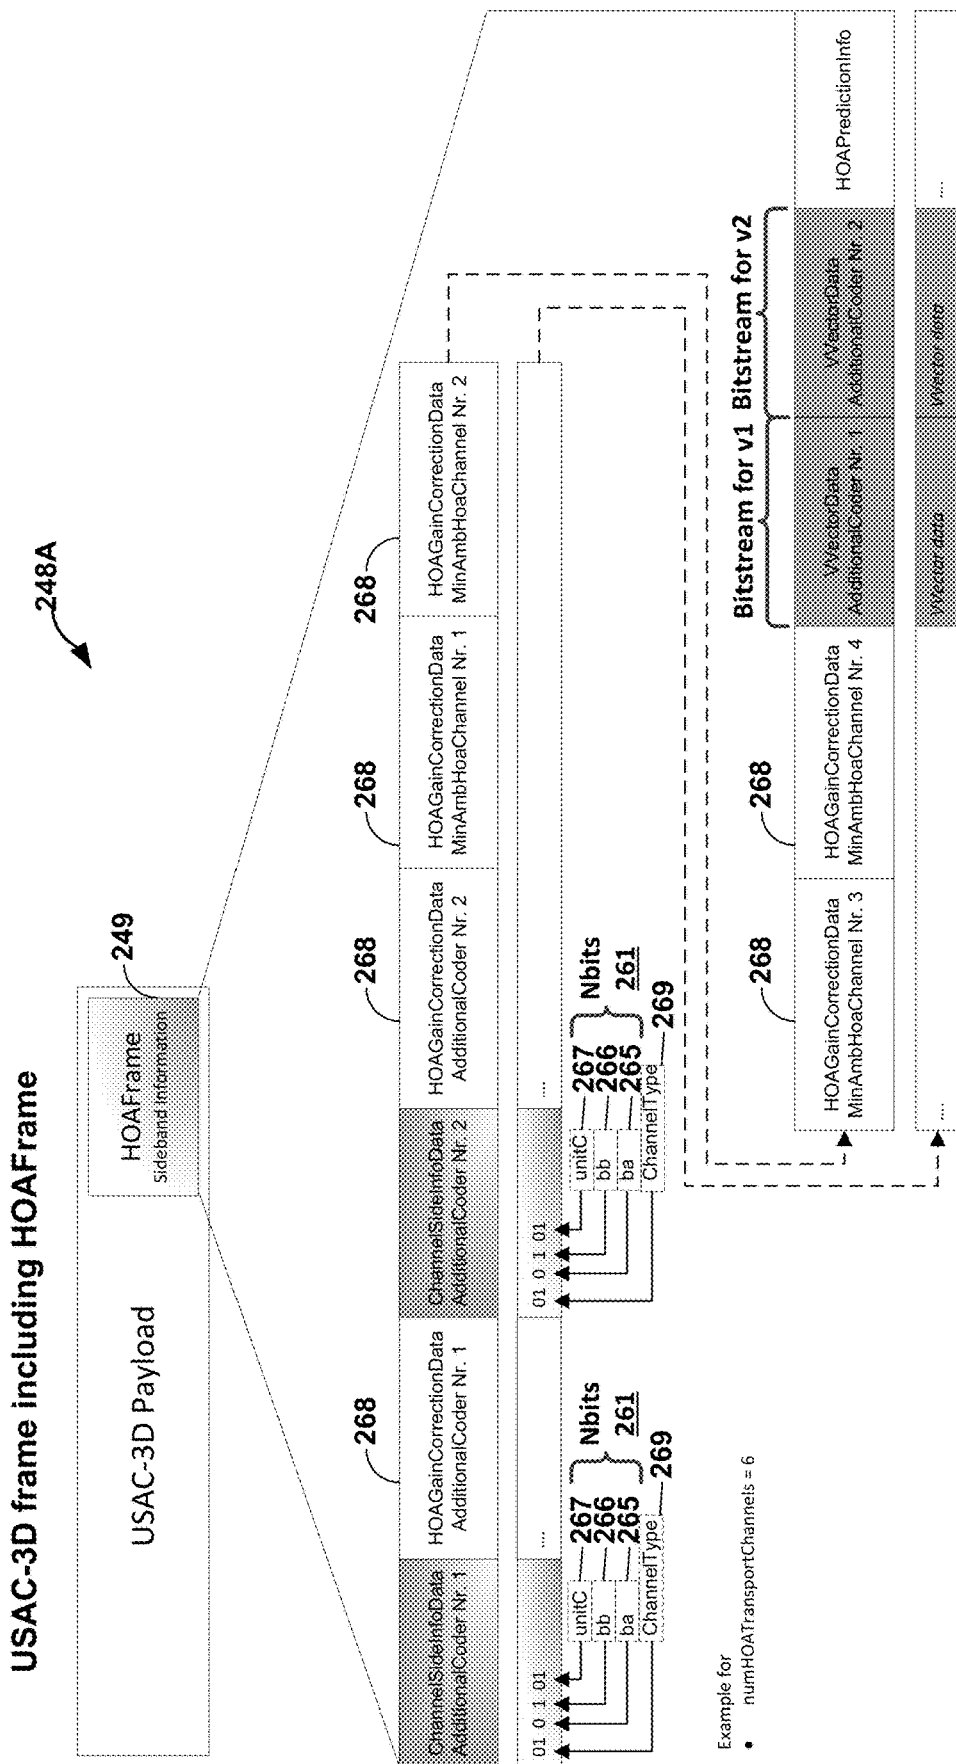 USAC-3D frame including HOAFrame
248A
USAC-3D Payload
HOAFrame
Sideband Information
249
268
268
268
268
ChannelSideInfoData
AdditionalCoder Nr. 1
HOAGainCorrectionData
AdditionalCoder Nr. 1
ChannelSideInfoData
AdditionalCoder Nr. 2
HOAGainCorrectionData
AdditionalCoder Nr. 2
HOAGainCorrectionData
MinAmbHoaChannel Nr. 1
HOAGainCorrectionData
MinAmbHoaChannel Nr. 2
01 0 1 01
....
01 0 1 01
....
unitC
267
bb
266
ba
265
ChannelType
269
Nbits
261
unitC
267
bb
266
ba
265
ChannelType
269
Nbits
261
Example for
• numHOATransportChannels = 6
268
268
Bitstream for v1
Bitstream for v2
HOAGainCorrectionData
MinAmbHoaChannel Nr. 3
HOAGainCorrectionData
MinAmbHoaChannel Nr. 4
VVectorData
AdditionalCoder Nr. 1
VVectorData
AdditionalCoder Nr. 2
HOAPredictionInfo
....
VVector data
VVector data
....